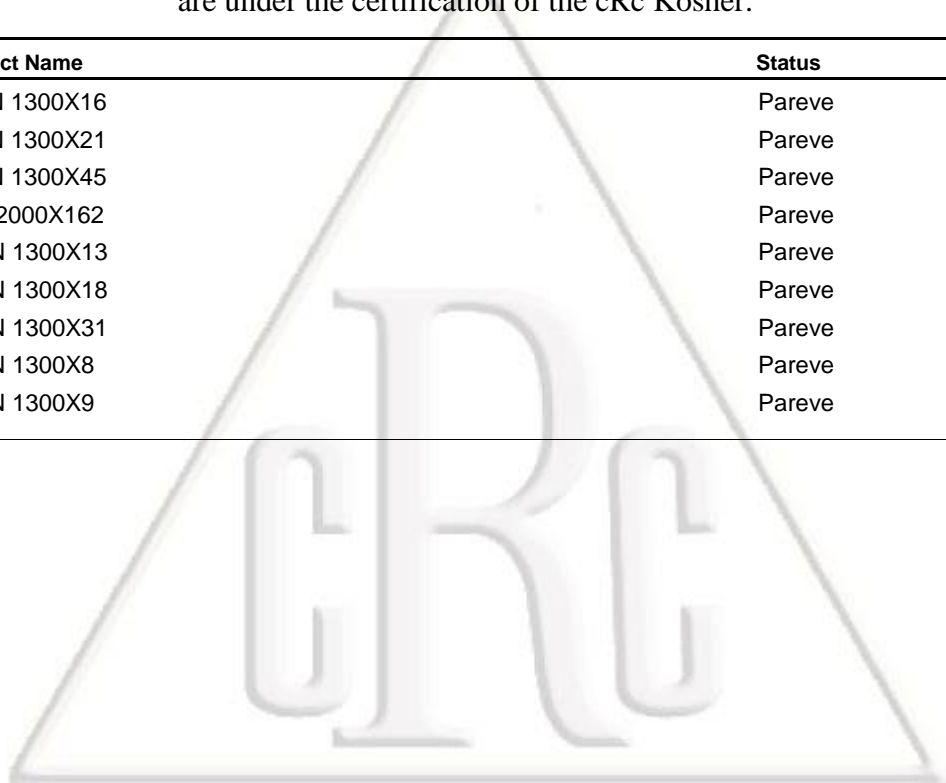 are under the certification of the cRc Kosher.
ct Name Status
1300X16 Pareve
1300X21 Pareve
1300X45 Pareve
2000X162 Pareve
N 1300X13 Pareve
N 1300X18 Pareve
N 1300X31 Pareve
N 1300X8 Pareve
N 1300X9 Pareve
cRc